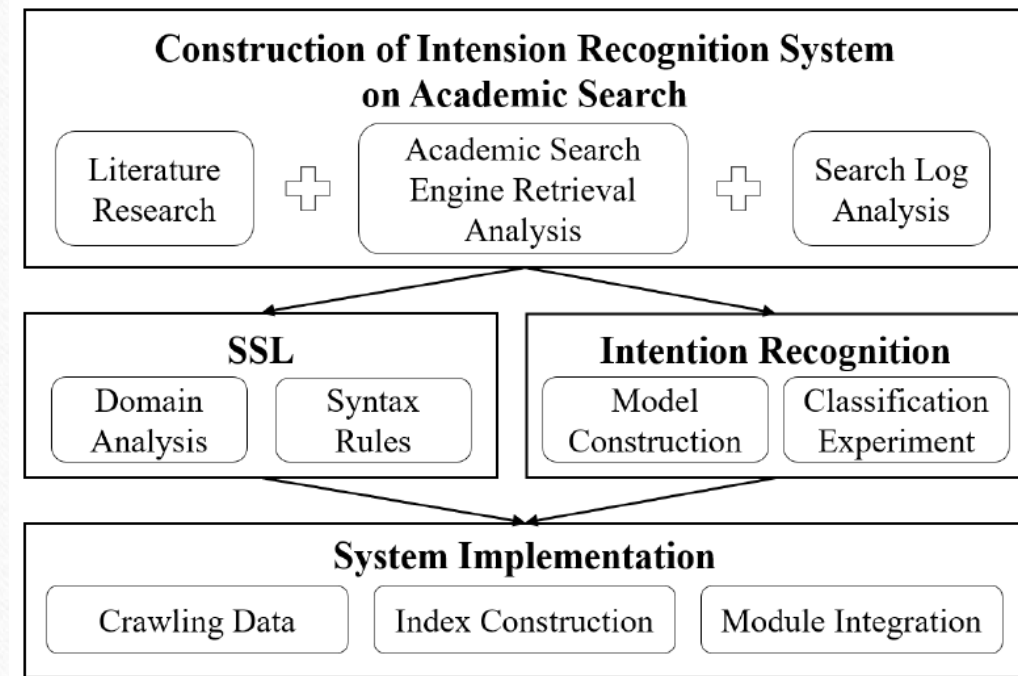 Construction of Intension Recognition System
on Academic Search
Literature
Research
Academic Search
Engine Retrieval
Analysis
Search Log
Analysis
SSL
Domain
Analysis
Syntax
Rules
Intention Recognition
Model
Construction
Classification
Experiment
System Implementation
Crawling Data
Index Construction
Module Integration